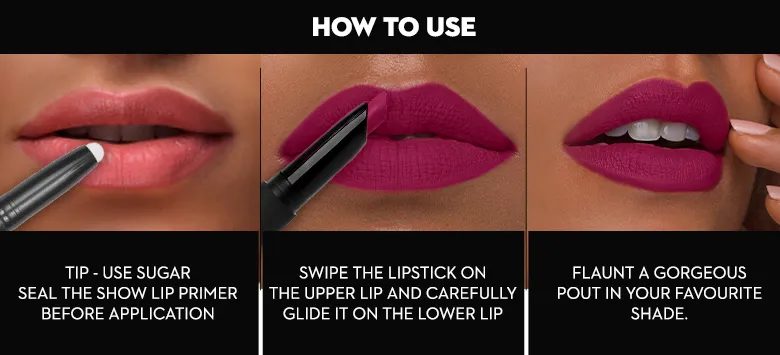 HOW TO USE
TIP - USE SUGAR
SEAL THE SHOW LIP PRIMER
BEFORE APPLICATION
SWIPE THE LIPSTICK ON
THE UPPER LIP AND CAREFULLY
GLIDE IT ON THE LOWER LIP
FLAUNT A GORGEOUS
POUT IN YOUR FAVOURITE
SHADE.